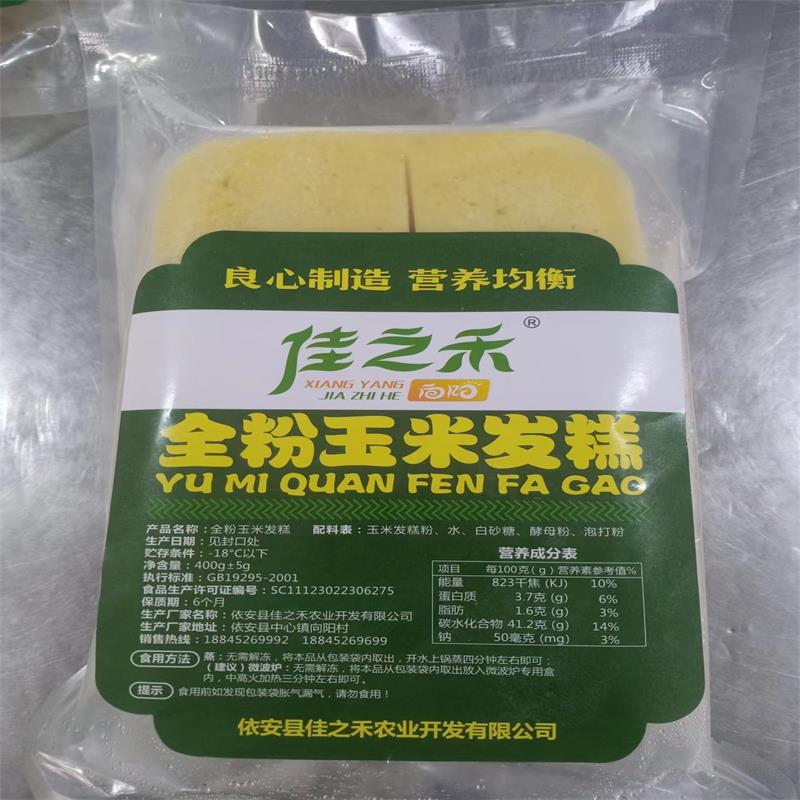 良心制造 营养均衡
佳之禾®
XIANG YANG
JIA ZHI HE
向阳
全粉玉米发糕
YU MI QUAN FEN FA GAO
产品名称：全粉玉米发糕 配料表：玉米发糕粉、水、白砂糖、酵母粉、泡打粉
生产日期：见封口处
贮存条件：-18°C以下
净含量：400g±5g
执行标准：GB19295-2001
食品生产许可证编号：SC11123022306275
保质期：6个月
生产厂家名称：依安县佳之禾农业开发有限公司
生产厂家地址：依安县中心镇向阳村
销售热线：18845269992 18845269699
营养成分表
项目 每100克(g) 营养素参考值%
能量 823千焦(KJ) 10%
蛋白质 3.7克(g) 6%
脂肪 1.6克(g) 3%
碳水化合物 41.2克(g) 14%
钠 50毫克(mg) 3%
食用方法 蒸：无需解冻，将本品从包装袋内取出，开水上锅蒸四分钟左右即可；
（建议）微波炉：无需解冻，将本品从包装袋内取出放入微波炉专用盒
内，中高火加热三分钟左右即可。
提示 食用前如发现包装袋胀气漏气，请勿食用！
依安县佳之禾农业开发有限公司